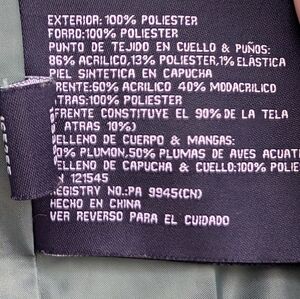 EXTERIOR: 100% POLIESTER
FORRO:100% POLIESTER
PUNTO DE TEJIDO EN CUELLO & PUÑOS:
86% ACRILICO,13% POLIESTER,1% ELASTICA
PIEL SINTETICA EN CAPUCHA
FRENTE:60% ACRILICO 40% MODACRILICO
ATRAS:100% POLIESTER
FRENTE CONSTITUYE EL 90% DE LA TELA
ATRAS 10%)
RELLENO DE CUERPO & MANGAS:
0% PLUMON,50% PLUMAS DE AVES ACUAT
RELLENO DE CAPUCHA & CUELLO:100% POLIE
121545
REGISTRY NO.:PA 9945(CN)
HECHO EN CHINA
VER REVERSO PARA EL CUIDADO